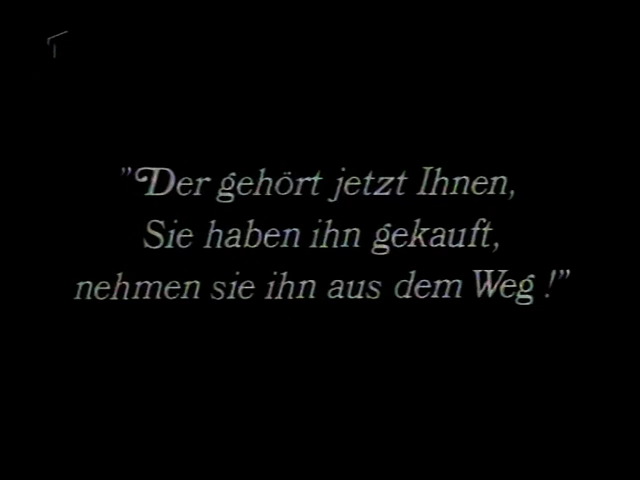 "Der gehört jetzt Ihnen,
Sie haben ihn gekauft,
nehmen sie ihn aus dem Weg !"